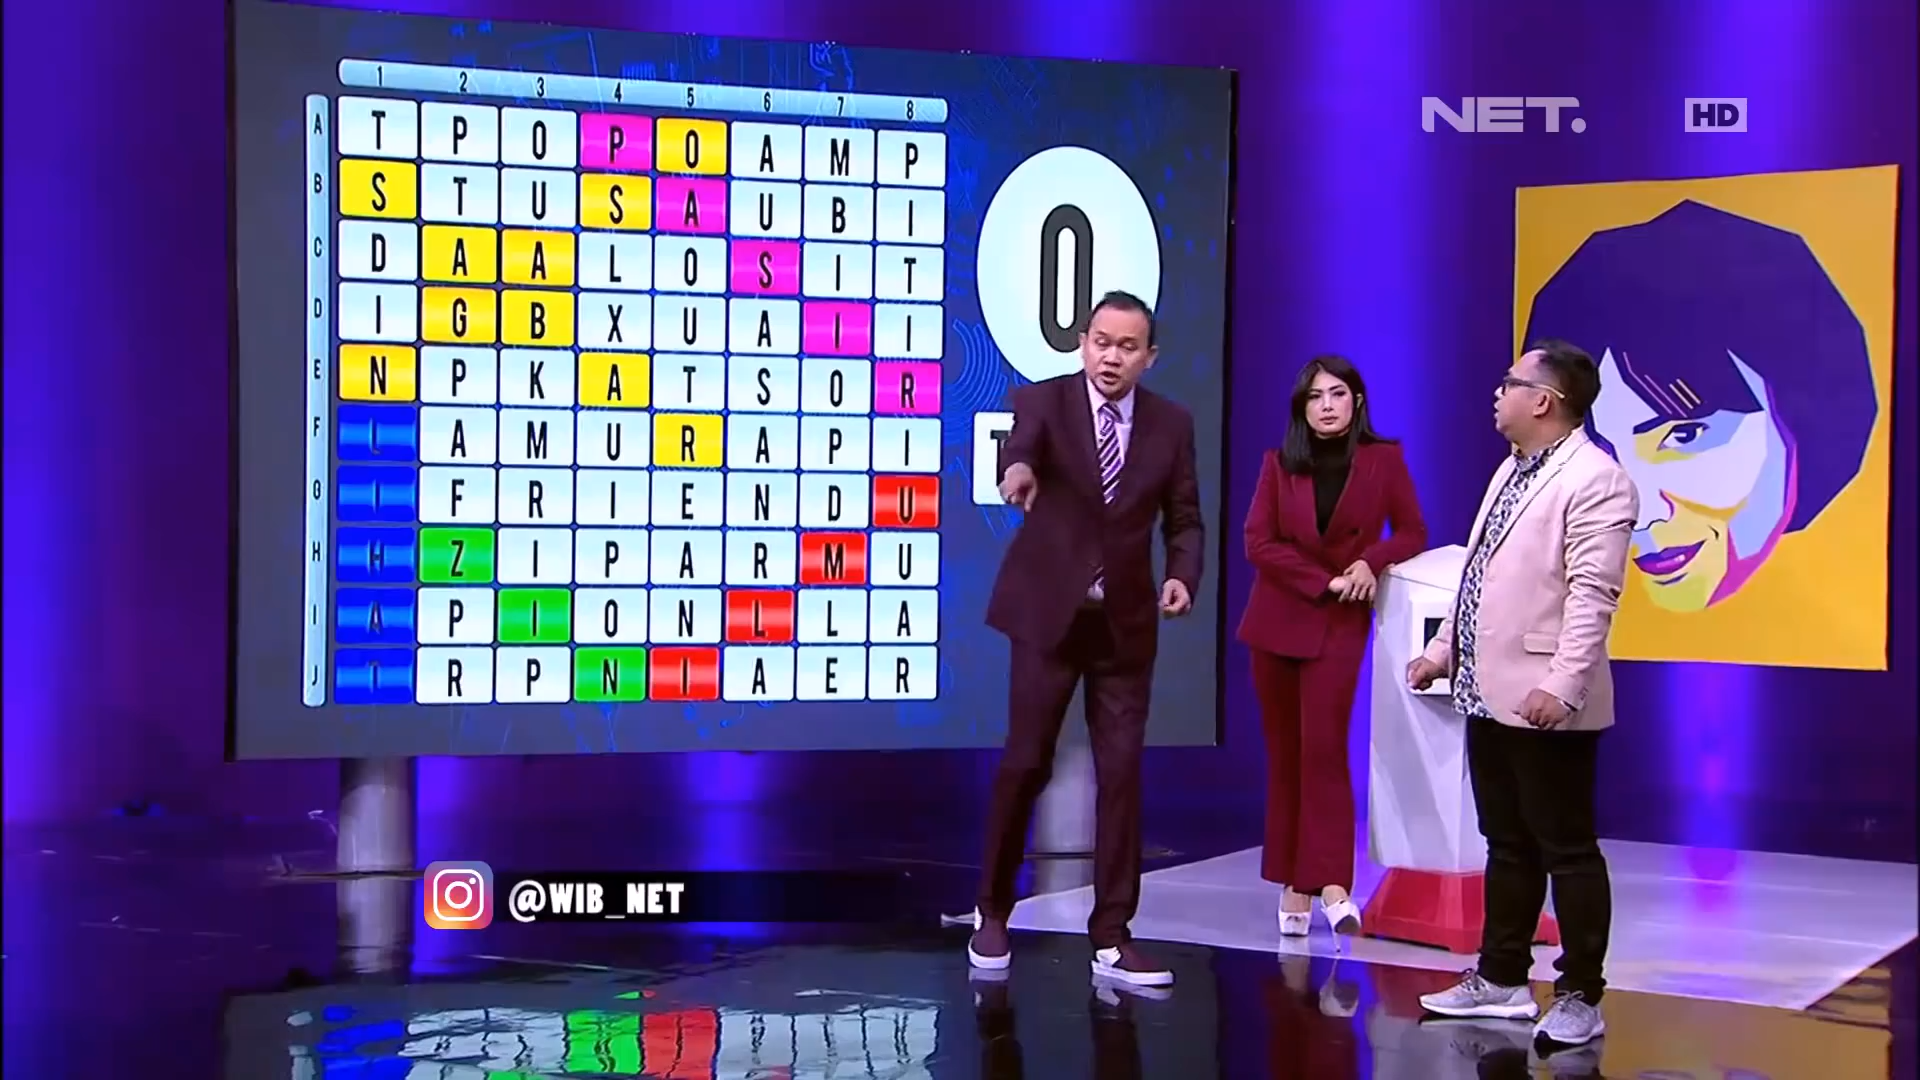 1 2 3 4 5 6 7 8
A T P O P O A M P
B S T U S A U B I
C D A A L O S I T
D I G B X U A I I
E N P K A T S O R
F I A M U R A P I
G I F R I E N D U
H H Z I P A R M U
I A P I O N L L A
J T R P N I A E R
0
T
NET.
HD
@WIB_NET